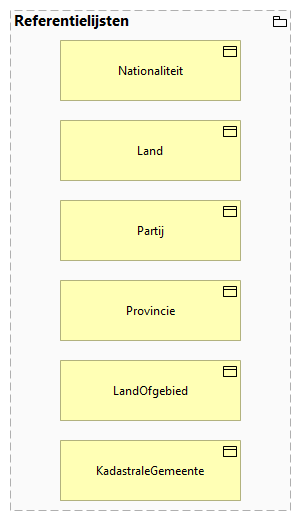 Referentielijsten
Nationaliteit
Land
Partij
Provincie
LandOfgebied
KadastraleGemeente